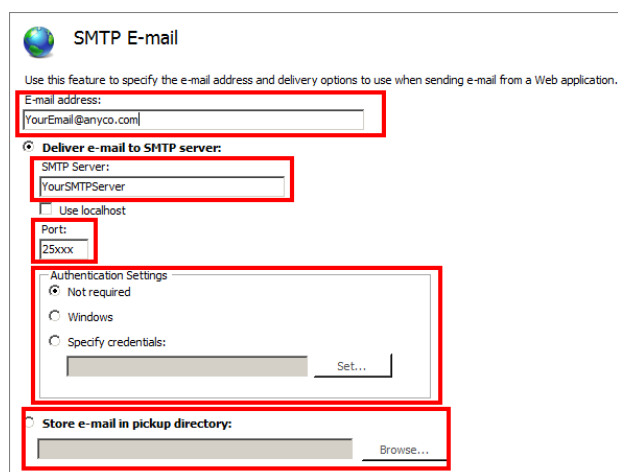 SMTP E-mail
Use this feature to specify the e-mail address and delivery options to use when sending e-mail from a Web application.
E-mail address:
YourEmail@anyco.com
Deliver e-mail to SMTP server:
SMTP Server:
YourSMTPServer
Use localhost
Port:
25xxx
Authentication Settings
Not required
Windows
Specify credentials:
Set...
Store e-mail in pickup directory:
Browse...